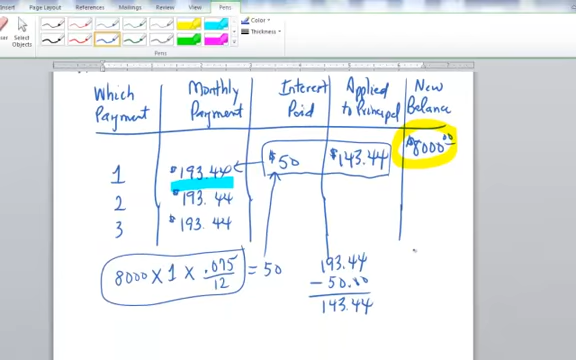 Insert
Page Layout
References
Mailings
Review
View
Pens
Select
Objects
Color
Thickness
Pens
Which Payment
Monthly Payment
Interest Paid
Applied to Principal
New Balance
$8000.00
1 $193.44 $50 $143.44
2 $193.44
3 $193.44
8000 x 1 x .075/12 = 50
193.44
- 50.00
143.44